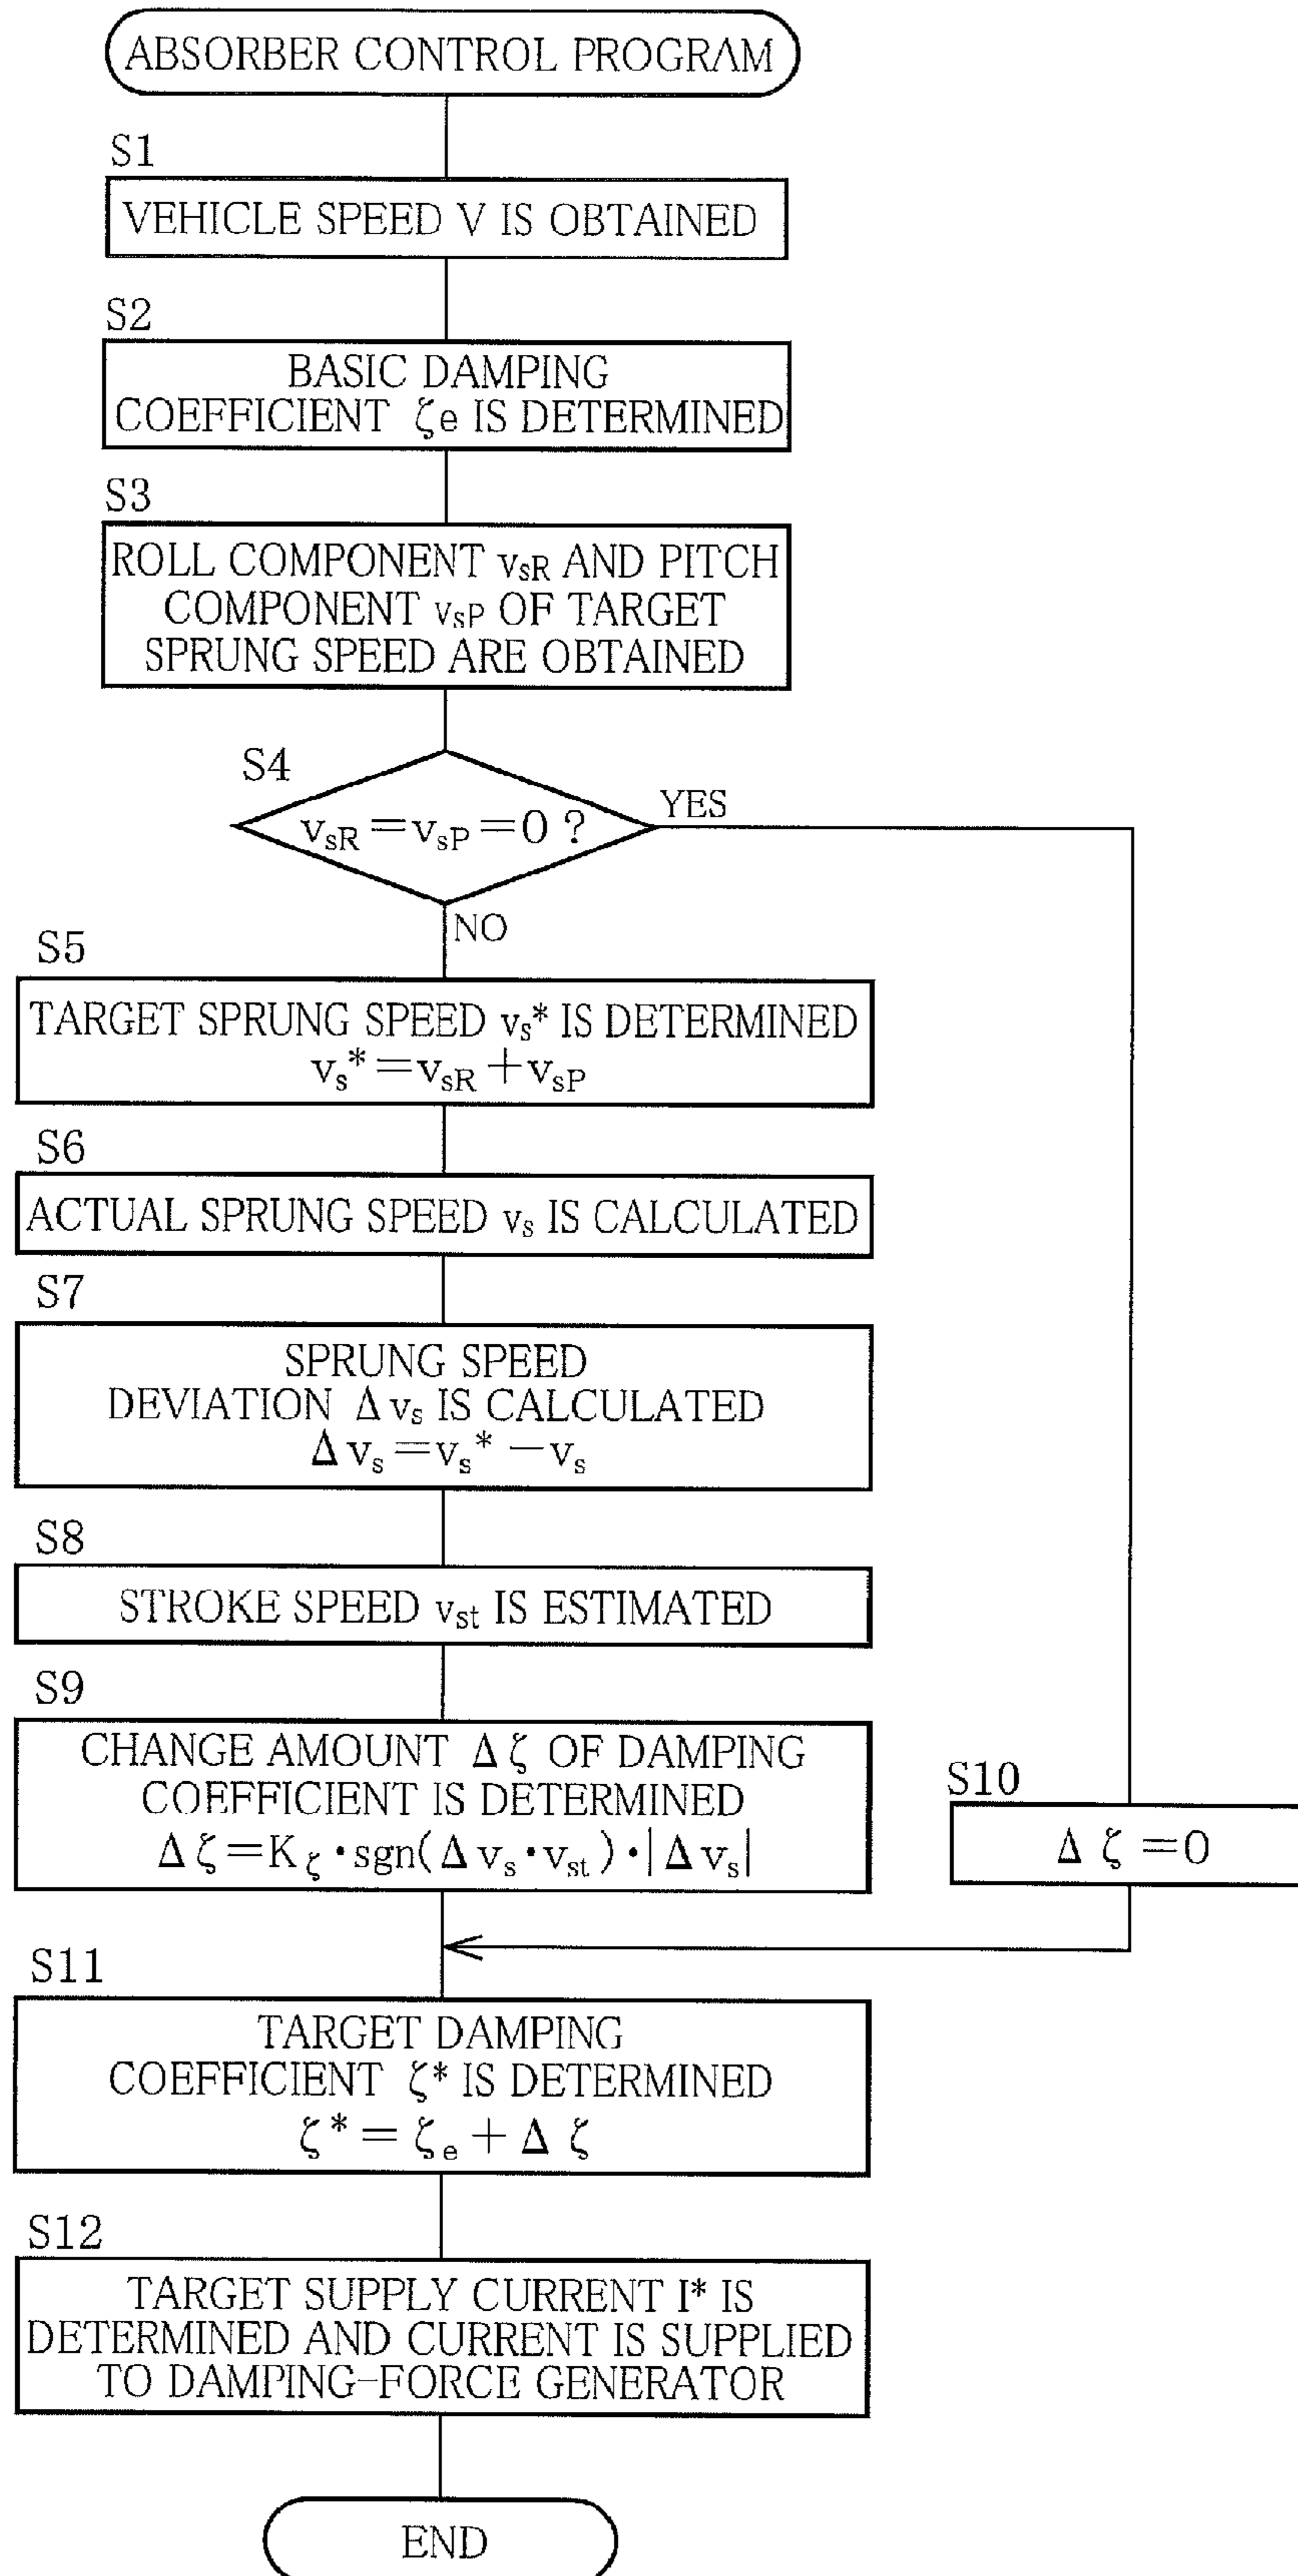 ABSORBER CONTROL PROGRAM
S1
VEHICLE SPEED V IS OBTAINED
S2
BASIC DAMPING
COEFFICIENT ζe IS DETERMINED
S3
ROLL COMPONENT vsR AND PITCH
COMPONENT vsP OF TARGET
SPRUNG SPEED ARE OBTAINED
S4
vsR=vsP=0 ?
YES
NO
S5
TARGET SPRUNG SPEED vs* IS DETERMINED
vs*=vsR+vsP
S6
ACTUAL SPRUNG SPEED vs IS CALCULATED
S7
SPRUNG SPEED
DEVIATION Δvs IS CALCULATED
Δvs=vs*−vs
S8
STROKE SPEED vst IS ESTIMATED
S9
CHANGE AMOUNT Δζ OF DAMPING
COEFFICIENT IS DETERMINED
Δζ=Kζ·sgn(Δvs·vst)·|Δvs|
S10
Δζ=0
S11
TARGET DAMPING
COEFFICIENT ζ* IS DETERMINED
ζ*=ζe+Δζ
S12
TARGET SUPPLY CURRENT I* IS
DETERMINED AND CURRENT IS SUPPLIED
TO DAMPING-FORCE GENERATOR
END